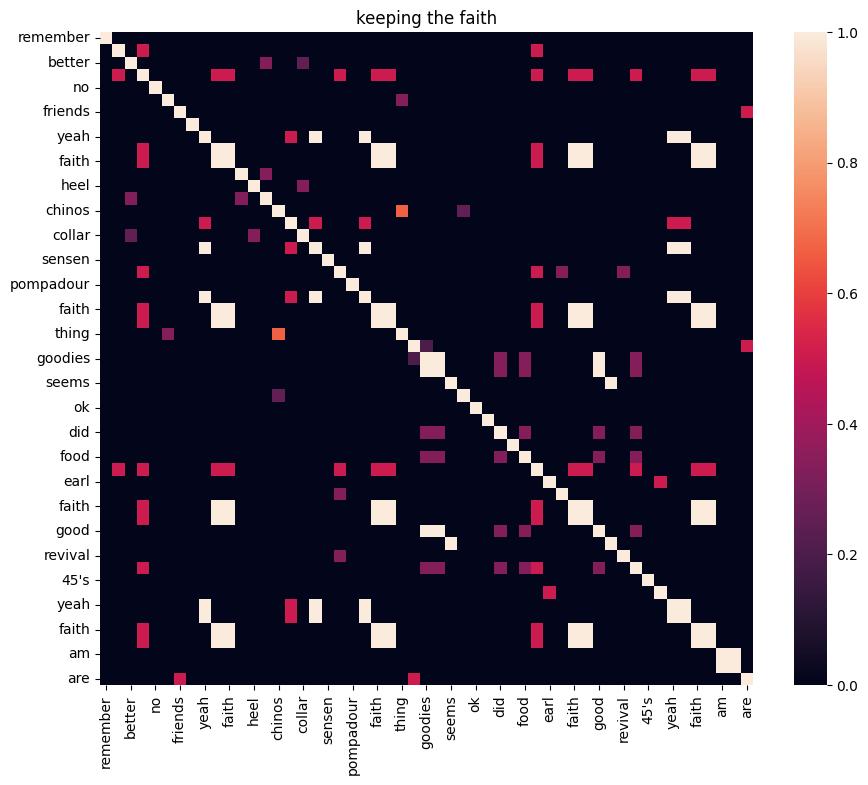 keeping the faith
remember
better
no
friends
yeah
faith
heel
chinos
collar
sensen
pompadour
faith
thing
goodies
seems
ok
did
food
earl
faith
good
revival
45's
yeah
faith
am
are
remember
better
no
friends
yeah
faith
heel
chinos
collar
sensen
pompadour
faith
thing
goodies
seems
ok
did
food
earl
faith
good
revival
45's
yeah
faith
am
are
1.0
0.8
0.6
0.4
0.2
0.0